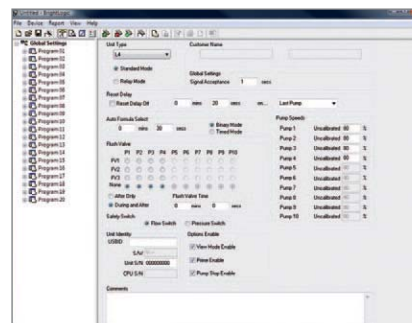 Untitled - BrightLogic
File Device Report View Help
Global Settings
Program 01
Program 02
Program 03
Program 04
Program 05
Program 06
Program 07
Program 08
Program 09
Program 10
Program 11
Program 12
Program 13
Program 14
Program 15
Program 16
Program 17
Program 18
Program 19
Program 20
Unit Type
L4
Customer Name
Standard Mode
Relay Mode
Global Settings
Signal Acceptance 1 secs
Reset Delay
Reset Delay Off 0 mins 20 secs on... Last Pump
Auto Formula Select
0 mins 30 secs
Binary Mode
Timed Mode
Flush Valve
P1 P2 P3 P4 P5 P6 P7 P8 P9 P10
FV1
FV2
FV3
None
After Only
During and After
Flush Valve Time
0 mins 0 secs
Safety Switch
Flow Switch Pressure Switch
Pump Speeds
Pump 1 Uncalibrated 80 %
Pump 2 Uncalibrated 80 %
Pump 3 Uncalibrated 80 %
Pump 4 Uncalibrated 80 %
Pump 5 Uncalibrated %
Pump 6 Uncalibrated %
Pump 7 Uncalibrated %
Pump 8 Uncalibrated %
Pump 9 Uncalibrated %
Pump 10 Uncalibrated %
Unit Identity
USBID
S/W
Unit S/N 00000000
CPU S/N
Options Enable
View Mode Enable
Prime Enable
Pump Stop Enable
Comments